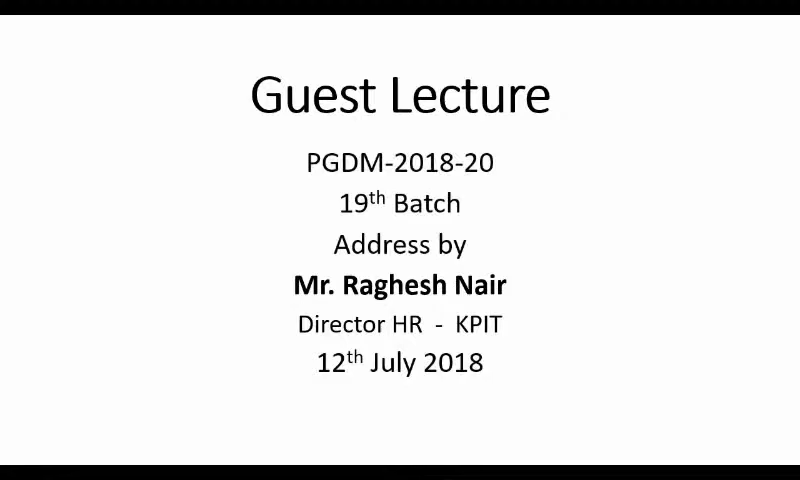 Guest Lecture
PGDM-2018-20
19th Batch
Address by
Mr. Raghesh Nair
Director HR - KPIT
12th July 2018